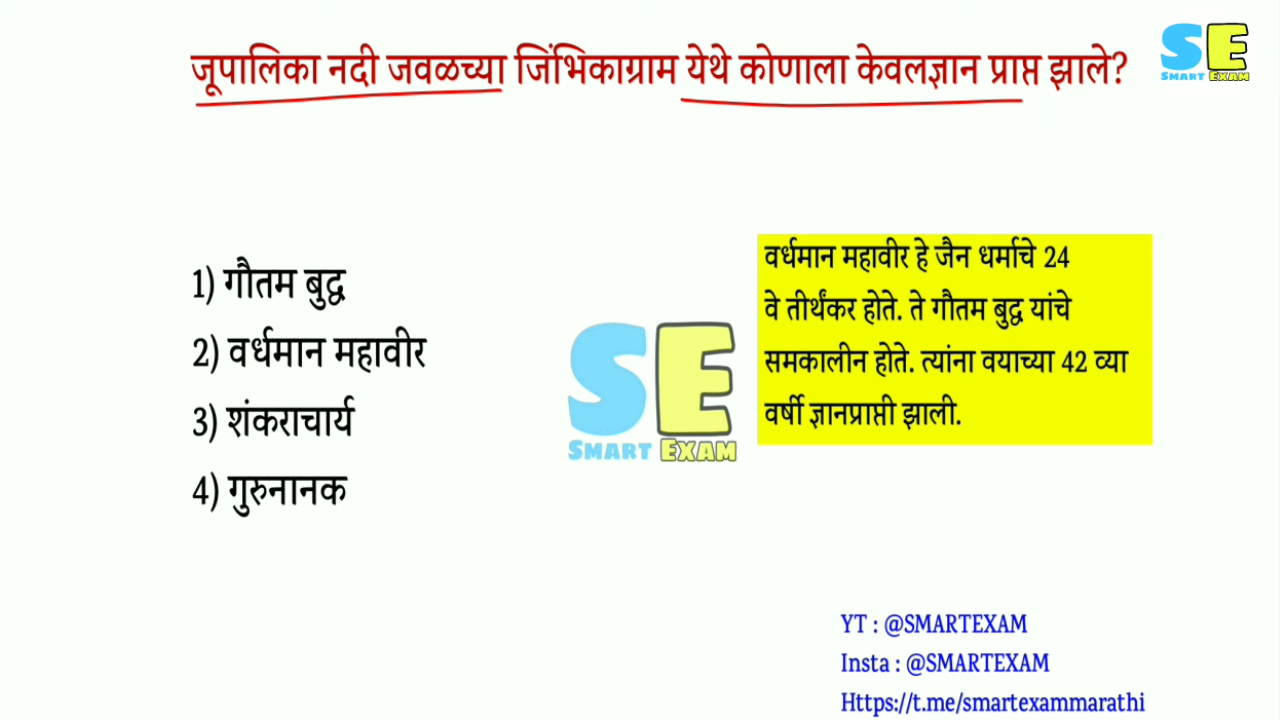 जूपालिका नदी जवळच्या जिंभिकाग्राम येथे कोणाला केवलज्ञान प्राप्त झाले?
SE
SMART EXAM
1) गौतम बुद्ध
2) वर्धमान महावीर
3) शंकराचार्य
4) गुरुनानक
SE
SMART EXAM
वर्धमान महावीर हे जैन धर्माचे 24
वे तीर्थंकर होते. ते गौतम बुद्ध यांचे
समकालीन होते. त्यांना वयाच्या 42 व्या
वर्षी ज्ञानप्राप्ती झाली.
YT : @SMARTEXAM
Insta : @SMARTEXAM
Https://t.me/smartexammarathi